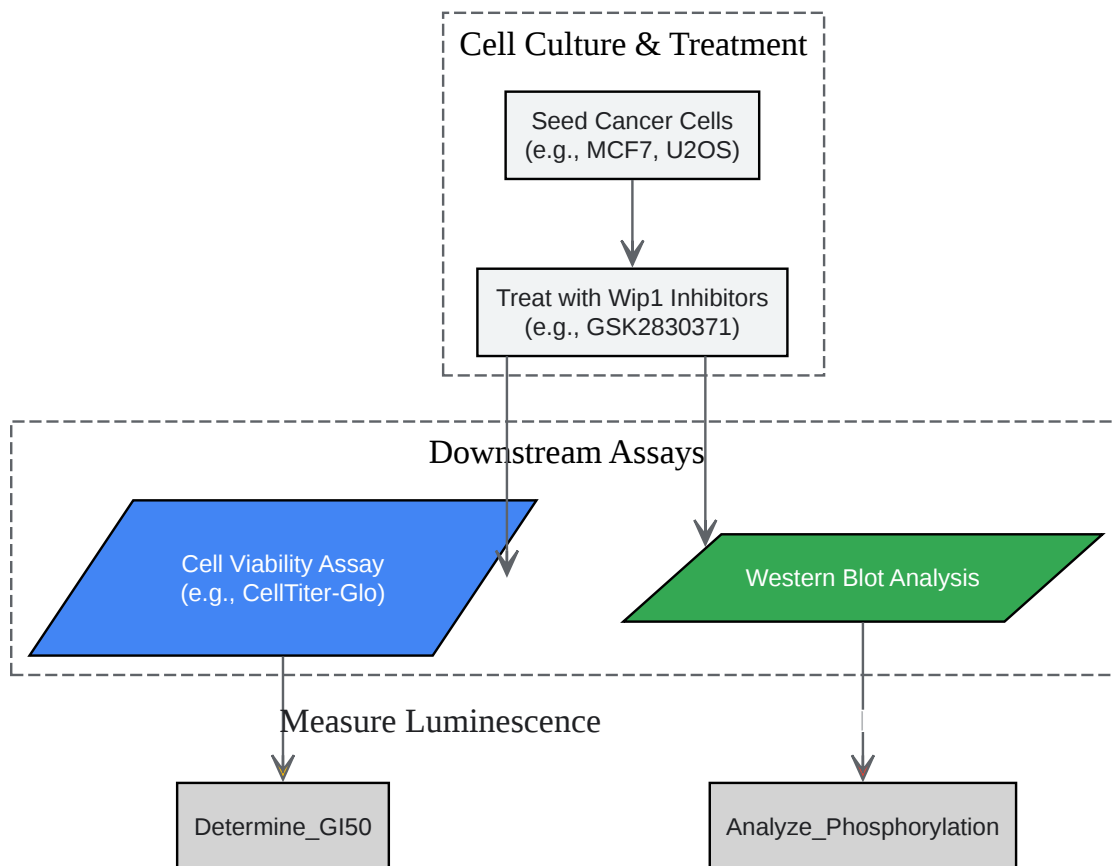 Cell Culture & Treatment
Seed Cancer Cells
(e.g., MCF7, U2OS)
Treat with Wip1 Inhibitors
(e.g., GSK2830371)
Downstream Assays
Cell Viability Assay
(e.g., CellTiter-Glo)
Western Blot Analysis
Measure Luminescence
Determine_GI50
Analyze_Phosphorylation